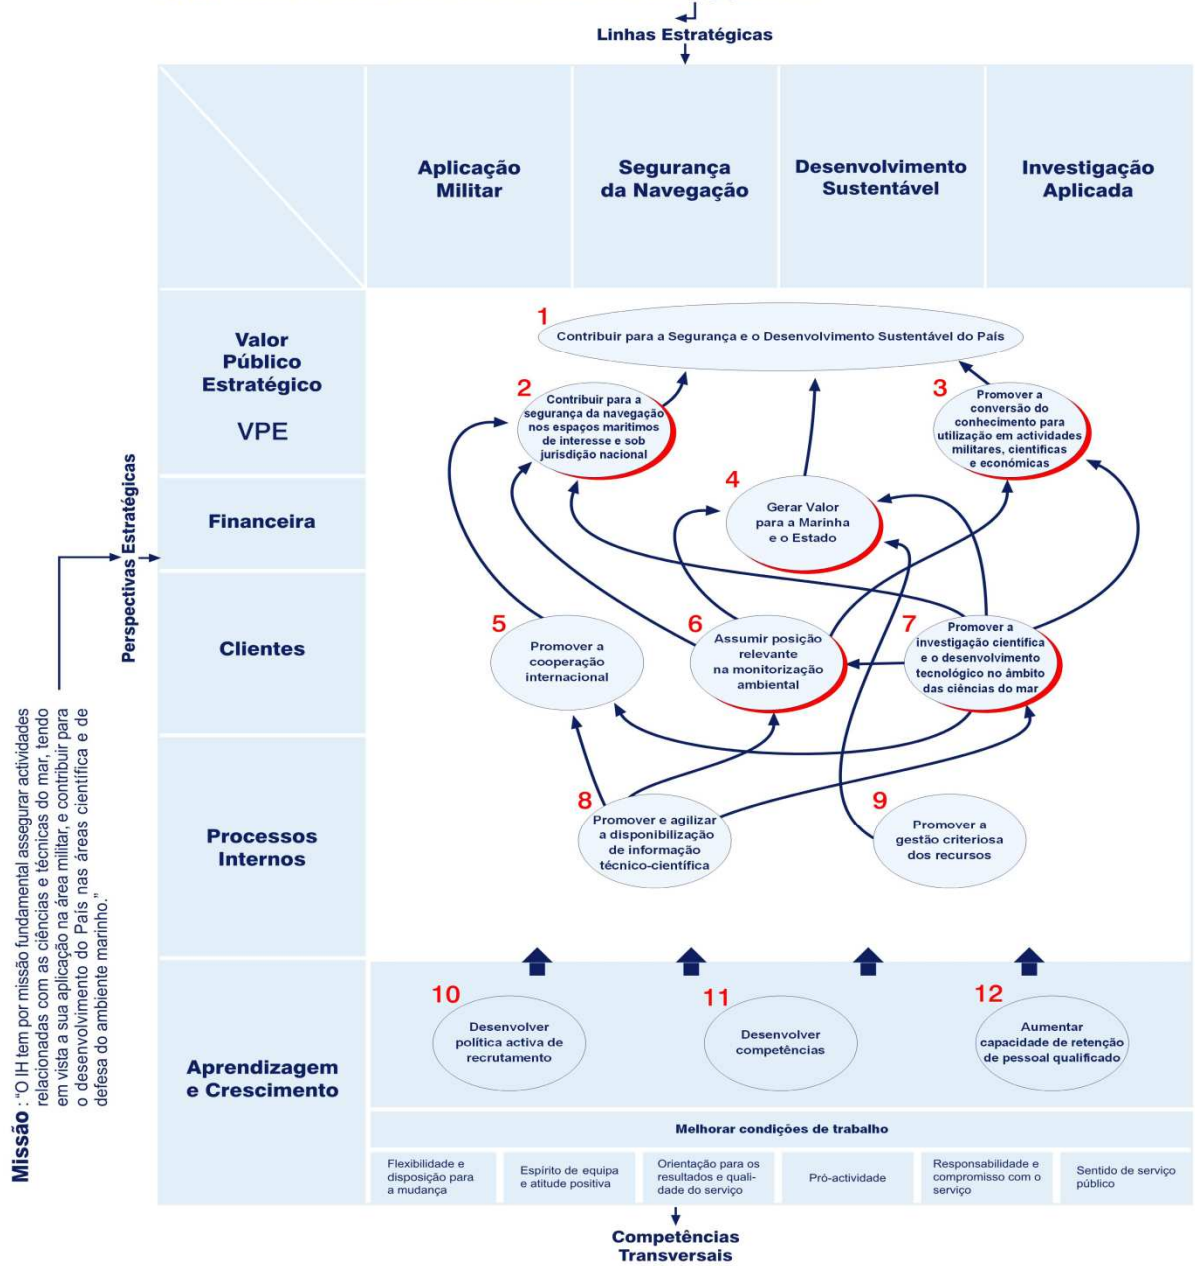 Linhas Estratégicas
Aplicação
Militar
Segurança
da Navegação
Desenvolvimento
Sustentável
Investigação
Aplicada
Valor
Público
Estratégico
VPE
1
Contribuir para a Segurança e o Desenvolvimento Sustentável do País
2
Contribuir para a
segurança da navegação
nos espaços maritimos
de interesse e sob
jurisdição nacional
3
Promover a
conversão do
conhecimento para
utilização em actividades
militares, científicas
e económicas
Financeira
4
Gerar Valor
para a Marinha
e o Estado
Perspectivas Estratégicas
Clientes
5
Promover a
cooperação
internacional
6
Assumir posição
relevante
na monitorização
ambiental
7
Promover a
investigação científica
e o desenvolvimento
tecnológico no âmbito
das ciências do mar
Processos
Internos
8
Promover e agilizar
a disponibilização
de informação
técnico-científica
9
Promover a
gestão criteriosa
dos recursos
Missão : “O IH tem por missão fundamental assegurar actividades
relacionadas com as ciências e técnicas do mar, tendo
em vista a sua aplicação na área militar, e contribuir para
o desenvolvimento do País nas áreas científica e de
defesa do ambiente marinho.”
Aprendizagem
e Crescimento
10
Desenvolver
política activa de
recrutamento
11
Desenvolver
competências
12
Aumentar
capacidade de retenção
de pessoal qualificado
Melhorar condições de trabalho
Flexibilidade e
disposição para
a mudança
Espírito de equipa
e atitude positiva
Orientação para os
resultados e quali-
dade do serviço
Pró-actividade
Responsabilidade e
compromisso com o
serviço
Sentido de serviço
público
Competências
Transversais